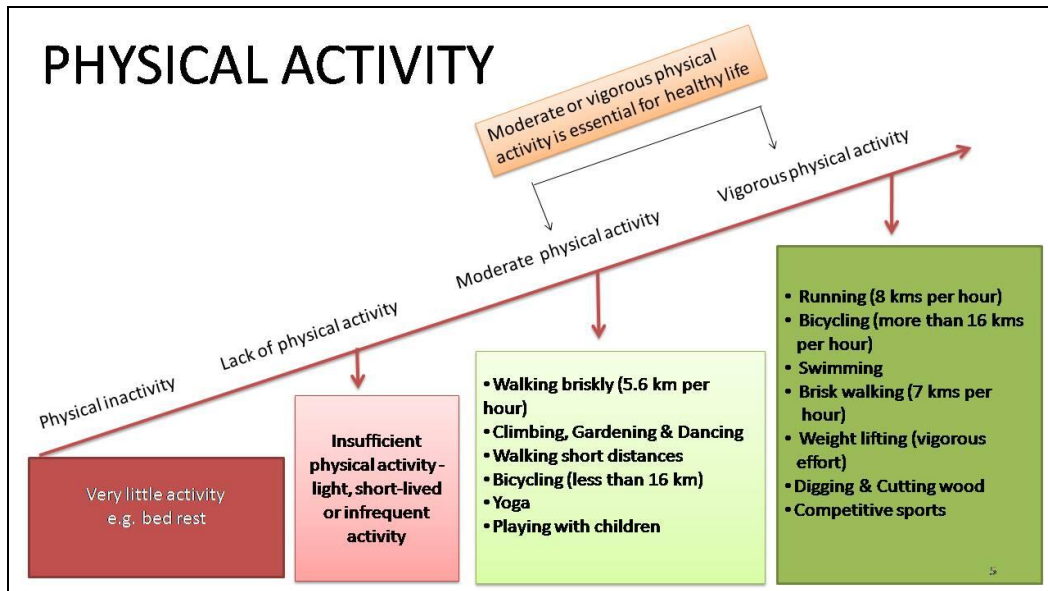 PHYSICAL ACTIVITY
Moderate or vigorous physical
activity is essential for healthy life
Physical inactivity
Lack of physical activity
Moderate physical activity
Vigorous physical activity
Very little activity
e.g. bed rest
Insufficient
physical activity -
light, short-lived
or infrequent
activity
• Walking briskly (5.6 km per
hour)
• Climbing, Gardening & Dancing
• Walking short distances
• Bicycling (less than 16 km)
• Yoga
• Playing with children
• Running (8 kms per hour)
• Bicycling (more than 16 kms
per hour)
• Swimming
• Brisk walking (7 kms per
hour)
• Weight lifting (vigorous
effort)
• Digging & Cutting wood
• Competitive sports
5